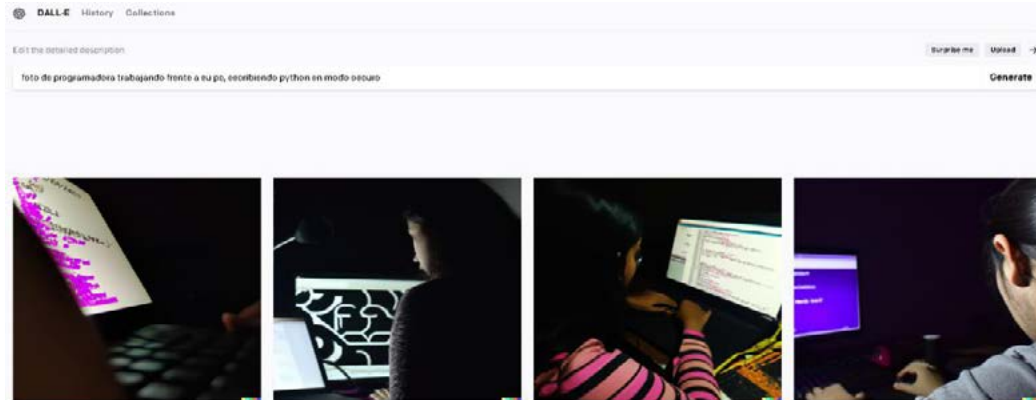 DALL·E History Collections
Edit the detailed description
Surprise me Upload
foto de programadora trabajando frente a su pc, escribiendo python en modo oscuro
Generate